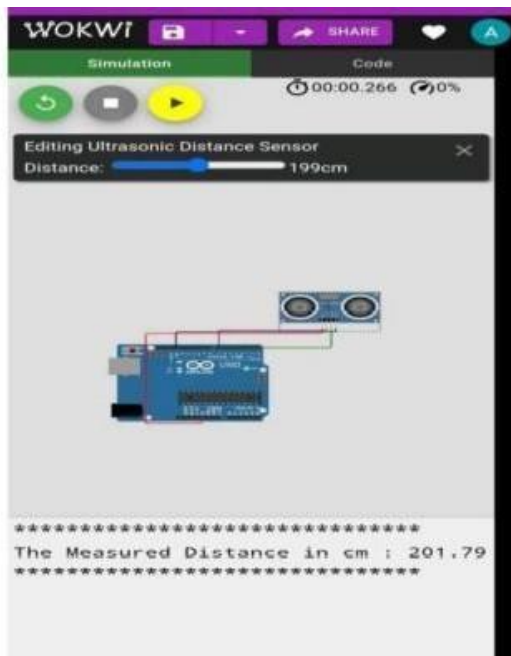 WOKWI SHARE A
Simulation Code
00:00.266 0%
Editing Ultrasonic Distance Sensor
Distance: 199cm
UNO
*******************************
The Measured Distance in cm : 201.79
*******************************